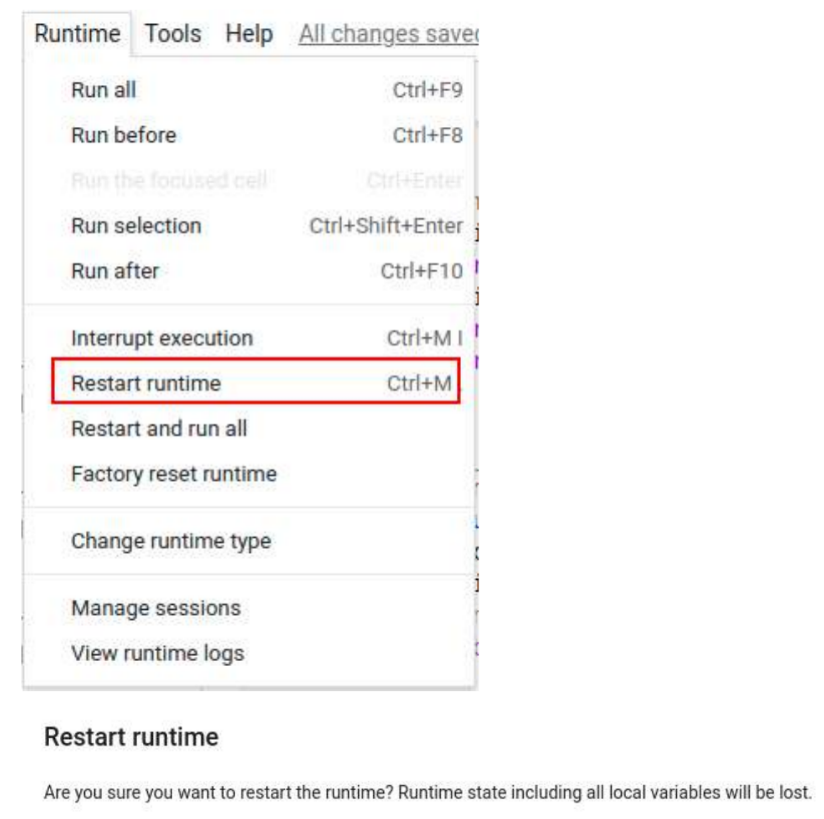 Runtime Tools Help All changes saved
Run all Ctrl+F9
Run before Ctrl+F8
Run the focused cell Ctrl+Enter
Run selection Ctrl+Shift+Enter
Run after Ctrl+F10
Interrupt execution Ctrl+M I
Restart runtime Ctrl+M .
Restart and run all
Factory reset runtime
Change runtime type
Manage sessions
View runtime logs
Restart runtime
Are you sure you want to restart the runtime? Runtime state including all local variables will be lost.